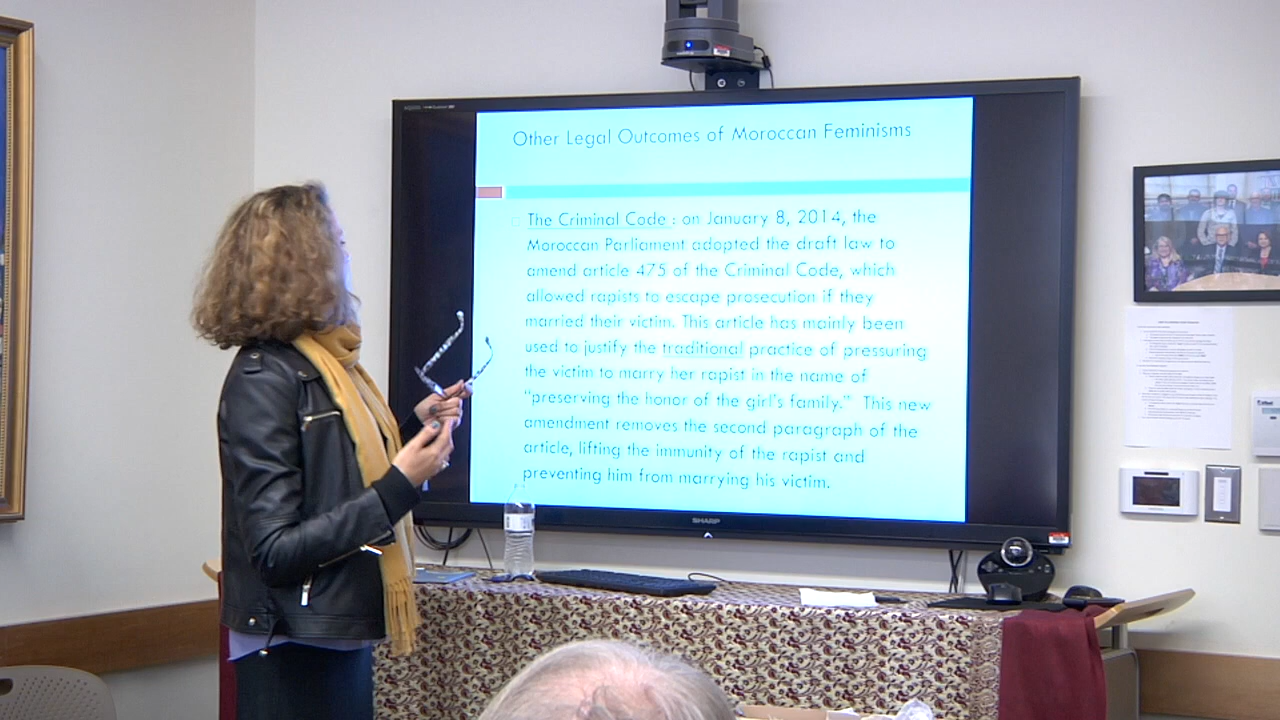 Other Legal Outcomes of Moroccan Feminisms
The Criminal Code : on January 8, 2014, the
Moroccan Parliament adopted the draft law to
amend article 475 of the Criminal Code, which
allowed rapists to escape prosecution if they
married their victim. This article has mainly been
used to justify the traditional practice of pressuring
the victim to marry her rapist in the name of
"preserving the honor of the girl's family." This new
amendment removes the second paragraph of the
article, lifting the immunity of the rapist and
preventing him from marrying his victim.
SHARP